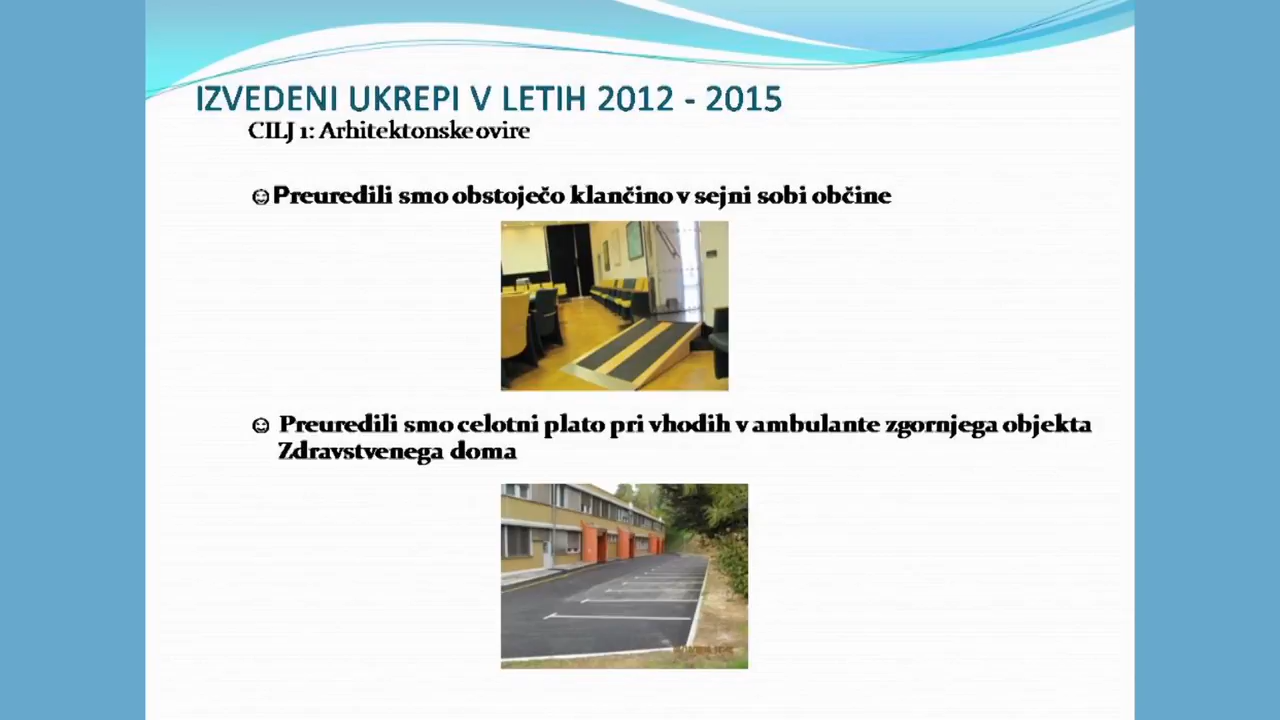 IZVEDENI UKREPI V LETIH 2012 - 2015
CILJ 1: Arhitektonske ovire
☺ Preuredili smo obstoječo klančino v sejni sobi občine
☺ Preuredili smo celotni plato pri vhodih v ambulante zgornjega objekta
Zdravstvenega doma